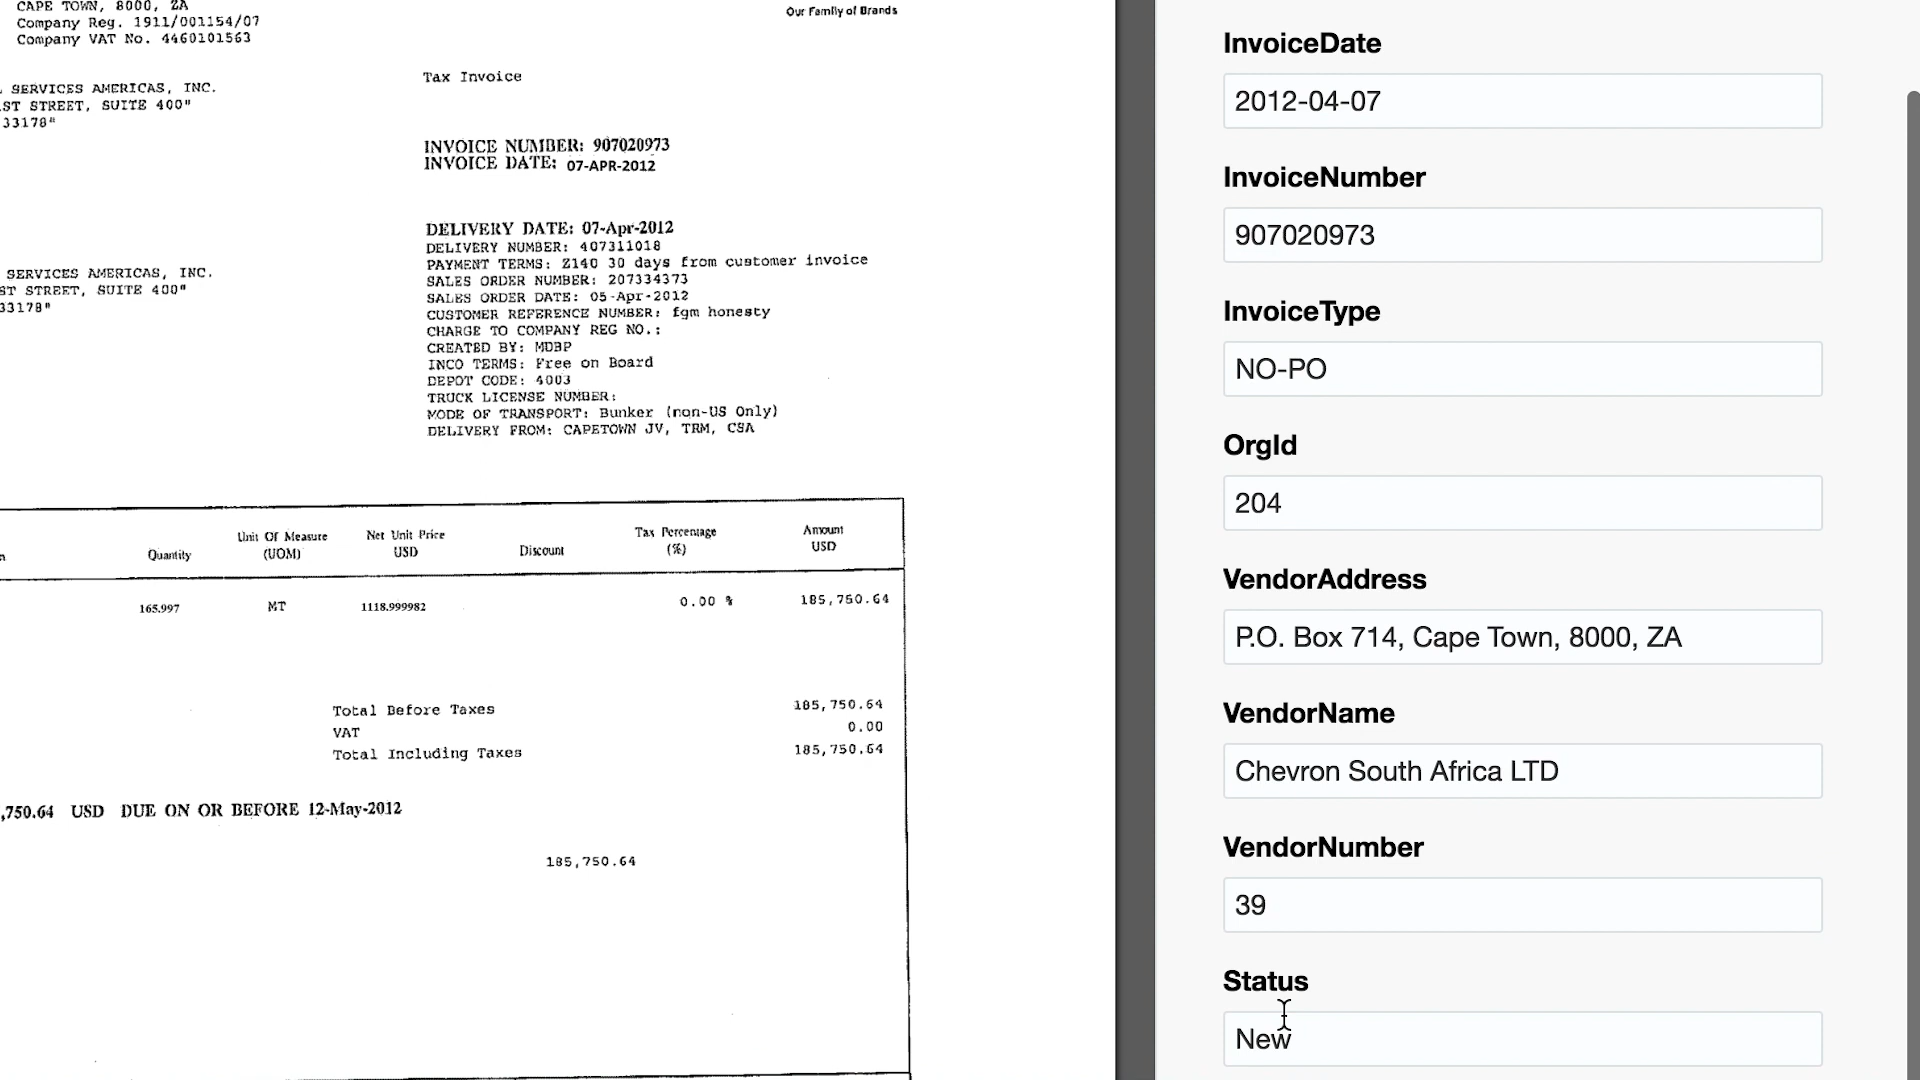 CAPE TOWN, 8000, ZA
Company Reg. 1911/001154/07
Company VAT No. 4460101563
Our Family of Brands
SERVICES AMERICAS, INC.
ST STREET, SUITE 400"
33178"
Tax Invoice
INVOICE NUMBER: 907020973
INVOICE DATE: 07-APR-2012
DELIVERY DATE: 07-Apr-2012
DELIVERY NUMBER: 407311018
PAYMENT TERMS: Z140 30 days from customer invoice
SALES ORDER NUMBER: 207334373
SALES ORDER DATE: 05-Apr-2012
CUSTOMER REFERENCE NUMBER: fgm honesty
CHARGE TO COMPANY REG NO.:
CREATED BY: MDBP
INCO TERMS: Free on Board
DEPOT CODE: 4003
TRUCK LICENSE NUMBER:
MODE OF TRANSPORT: Bunker (non-US Only)
DELIVERY FROM: CAPETOWN JV, TRM, CSA
SERVICES AMERICAS, INC.
ST STREET, SUITE 400"
33178"
Quantity
Unit Of Measure
(UOM)
Net Unit Price
USD
Discount
Tax Percentage
(%)
Amount
USD
165.997 MT 1118.999982 0.00 % 185,750.64
Total Before Taxes 185,750.64
VAT 0.00
Total Including Taxes 185,750.64
,750.64 USD DUE ON OR BEFORE 12-May-2012
185,750.64
InvoiceDate
2012-04-07
InvoiceNumber
907020973
InvoiceType
NO-PO
OrgId
204
VendorAddress
P.O. Box 714, Cape Town, 8000, ZA
VendorName
Chevron South Africa LTD
VendorNumber
39
Status
New